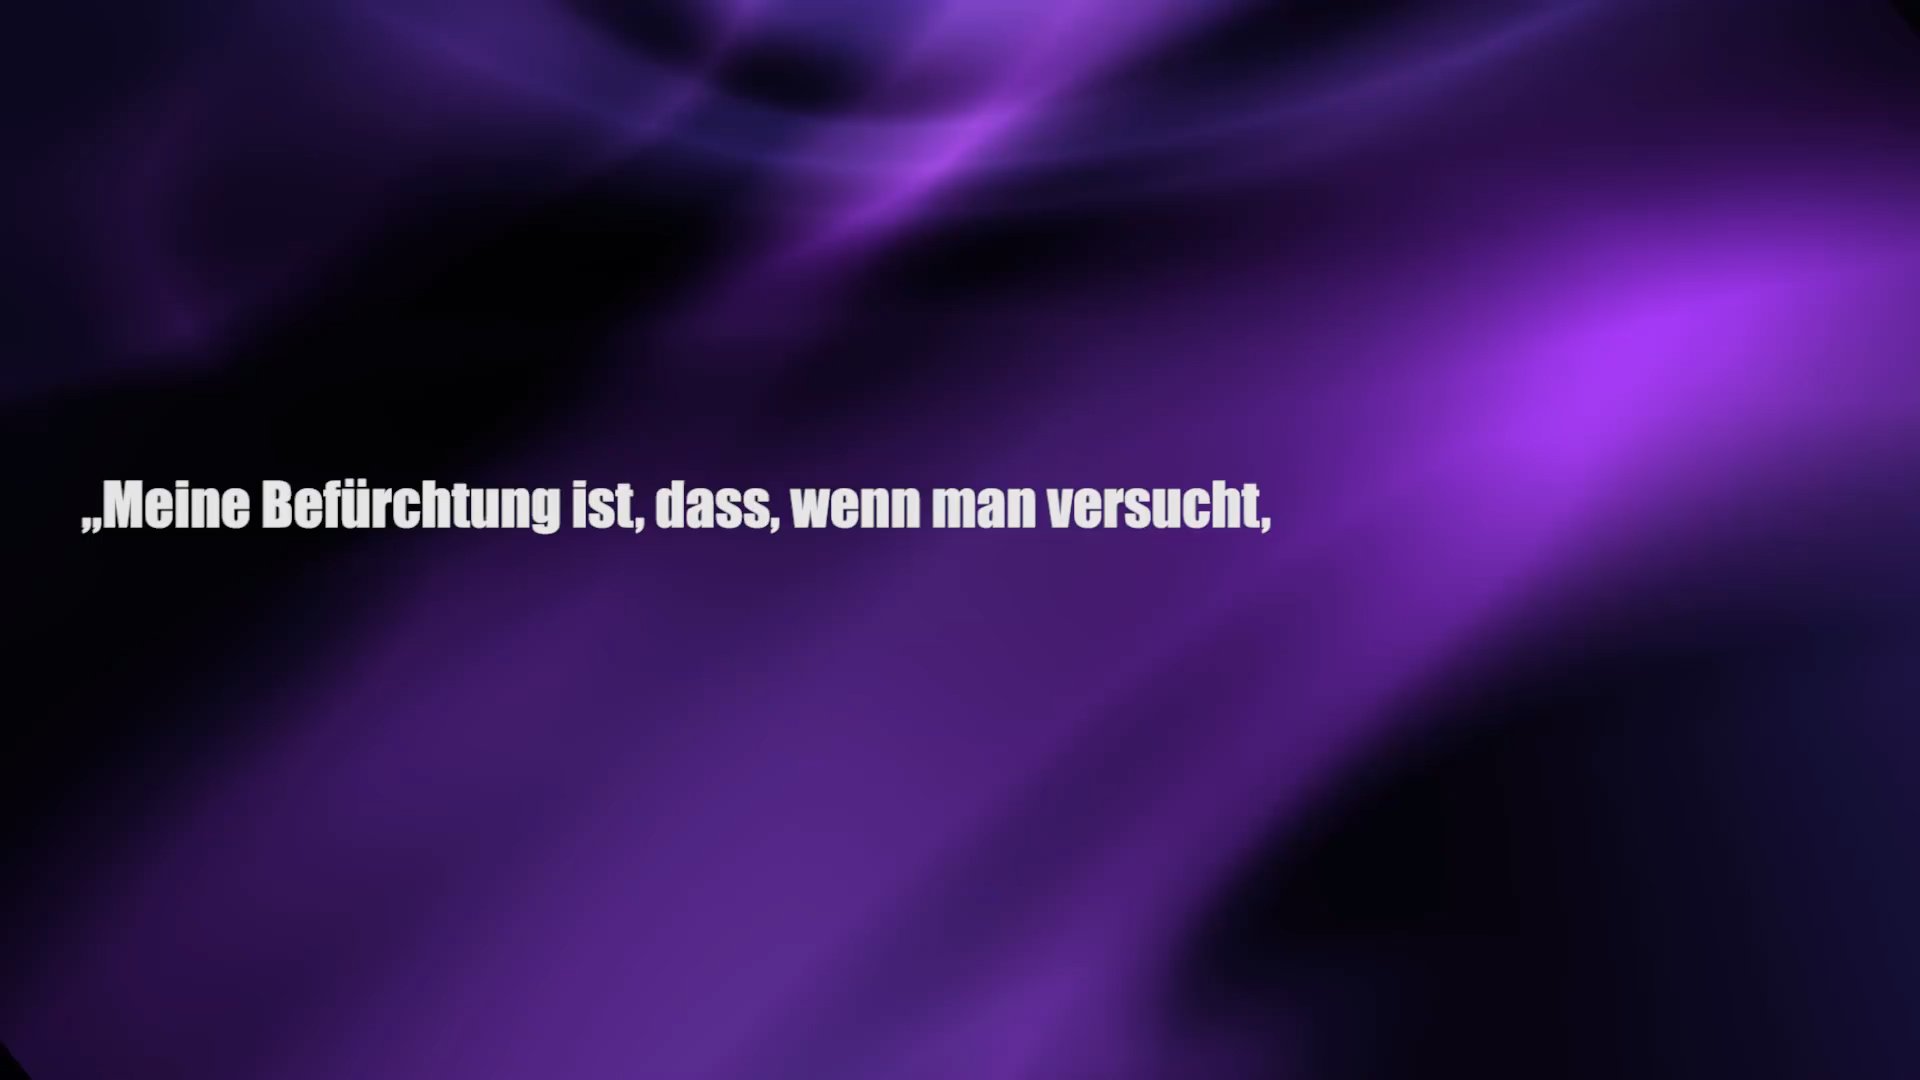 „Meine Befürchtung ist, dass, wenn man versucht,